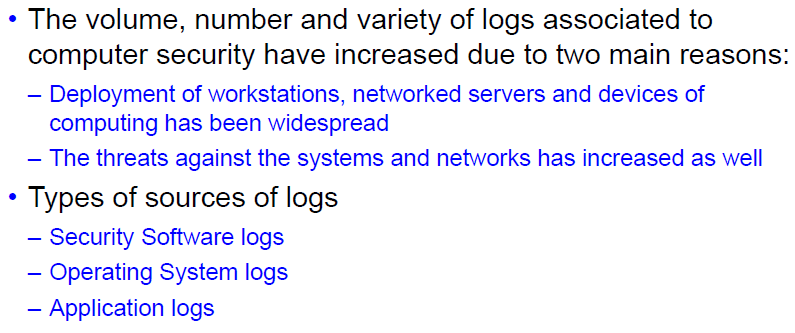 • The volume, number and variety of logs associated to
computer security have increased due to two main reasons:
– Deployment of workstations, networked servers and devices of
computing has been widespread
– The threats against the systems and networks has increased as well
• Types of sources of logs
– Security Software logs
– Operating System logs
– Application logs